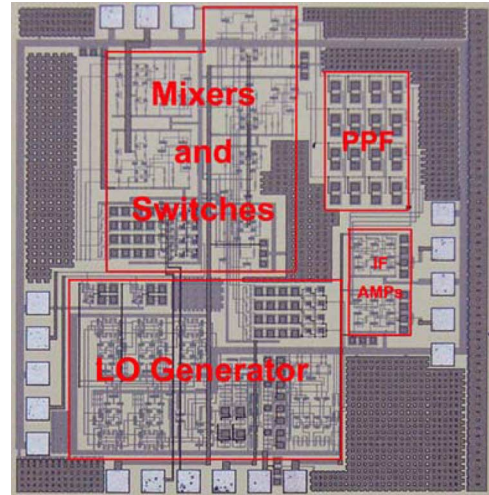 Mixers
and
Switches
PPF
IF
AMPs
LO Generator